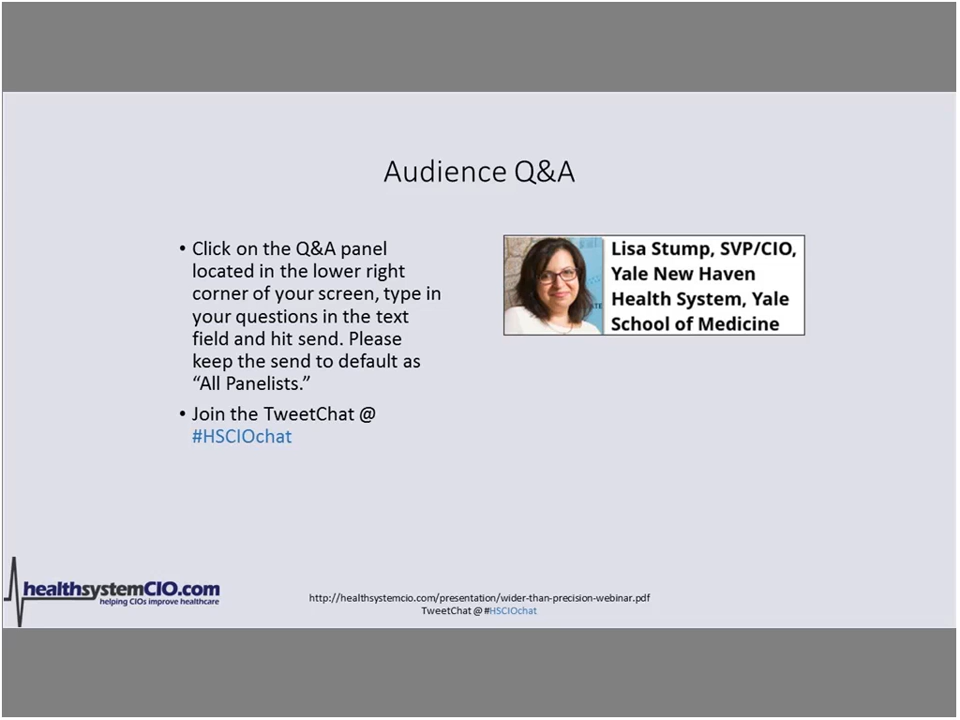 Audience Q&A
• Click on the Q&A panel
located in the lower right
corner of your screen, type in
your questions in the text
field and hit send. Please
keep the send to default as
“All Panelists.”
• Join the TweetChat @
#HSCIOchat
Lisa Stump, SVP/CIO,
Yale New Haven
Health System, Yale
School of Medicine
healthsystemCIO.com
helping CIOs improve healthcare
http://healthsystemcio.com/presentation/wider-than-precision-webinar.pdf
TweetChat @ #HSCIOchat